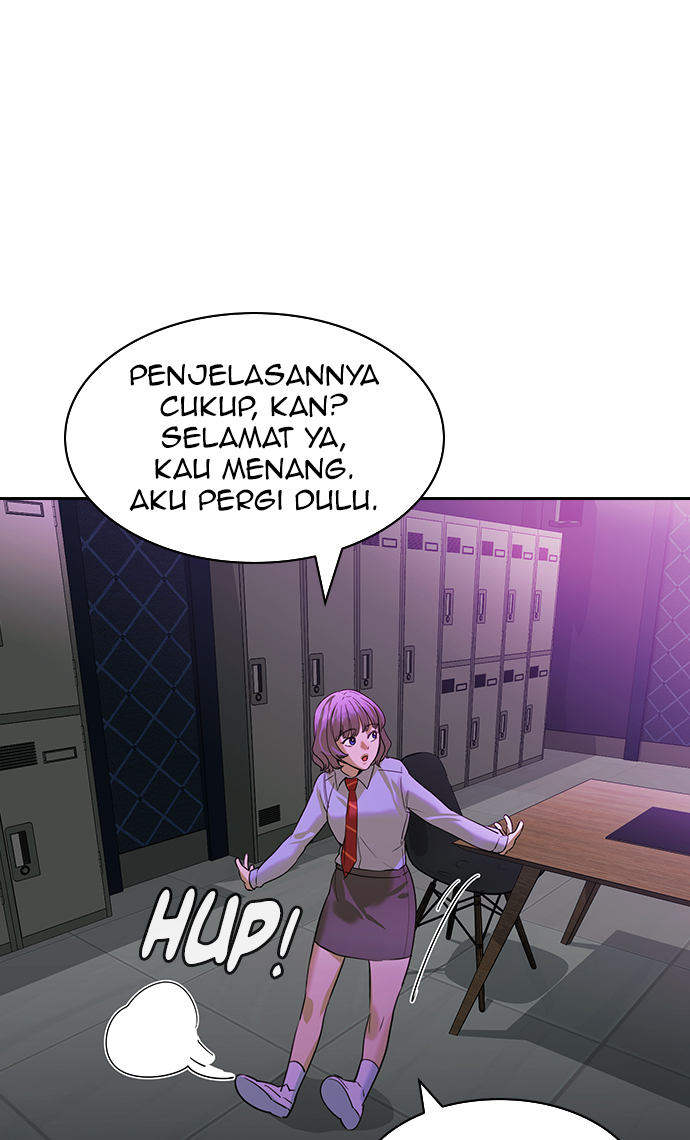 PENJELASANNYA
CUKUP, KAN?
SELAMAT YA,
KAU MENANG.
AKU PERGI DULU.
HUP!